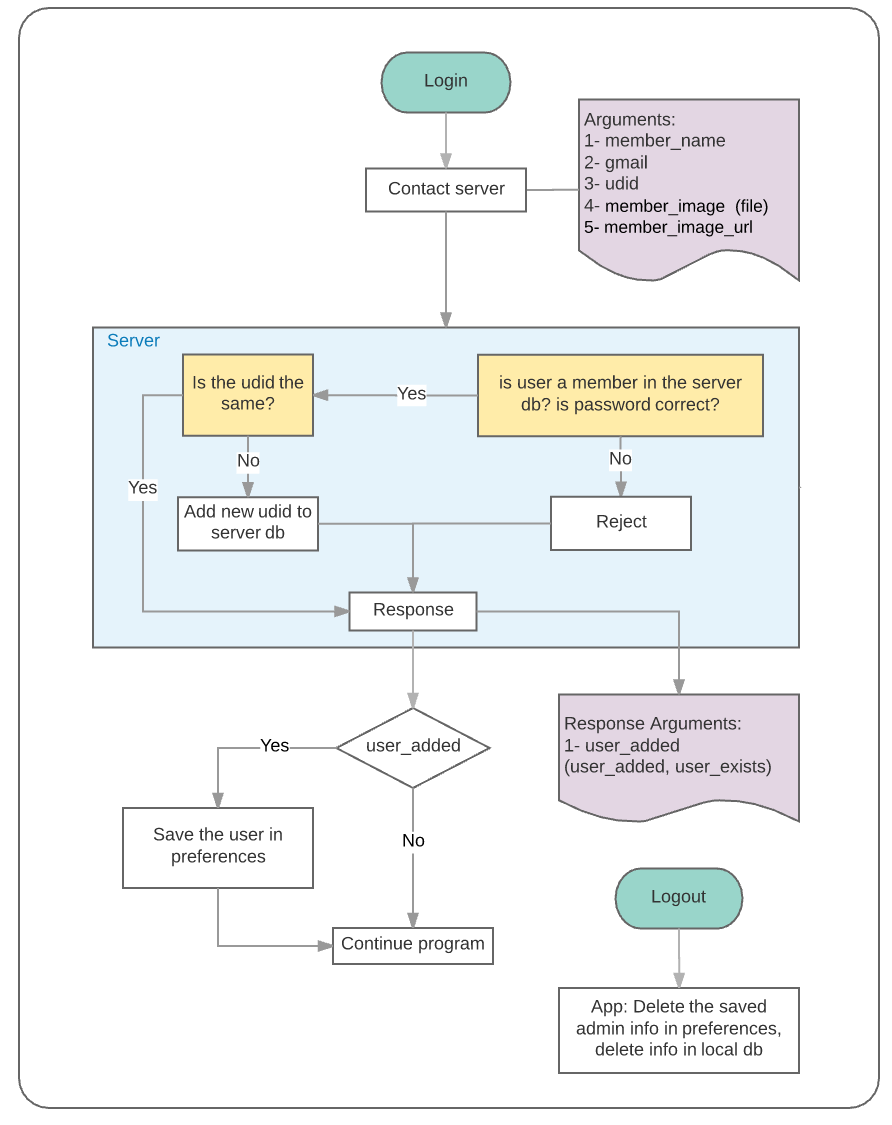 Login
Contact server
Arguments:
1- member_name
2- gmail
3- udid
4- member_image  (file)
5- member_image_url
Server
Is the udid the
same?
Yes
is user a member in the server
db? is password correct?
No
No
Yes
Add new udid to
server db
Reject
Response
Response Arguments:
1- user_added
(user_added, user_exists)
user_added
Yes
Save the user in
preferences
No
Continue program
Logout
App: Delete the saved
admin info in preferences,
delete info in local db